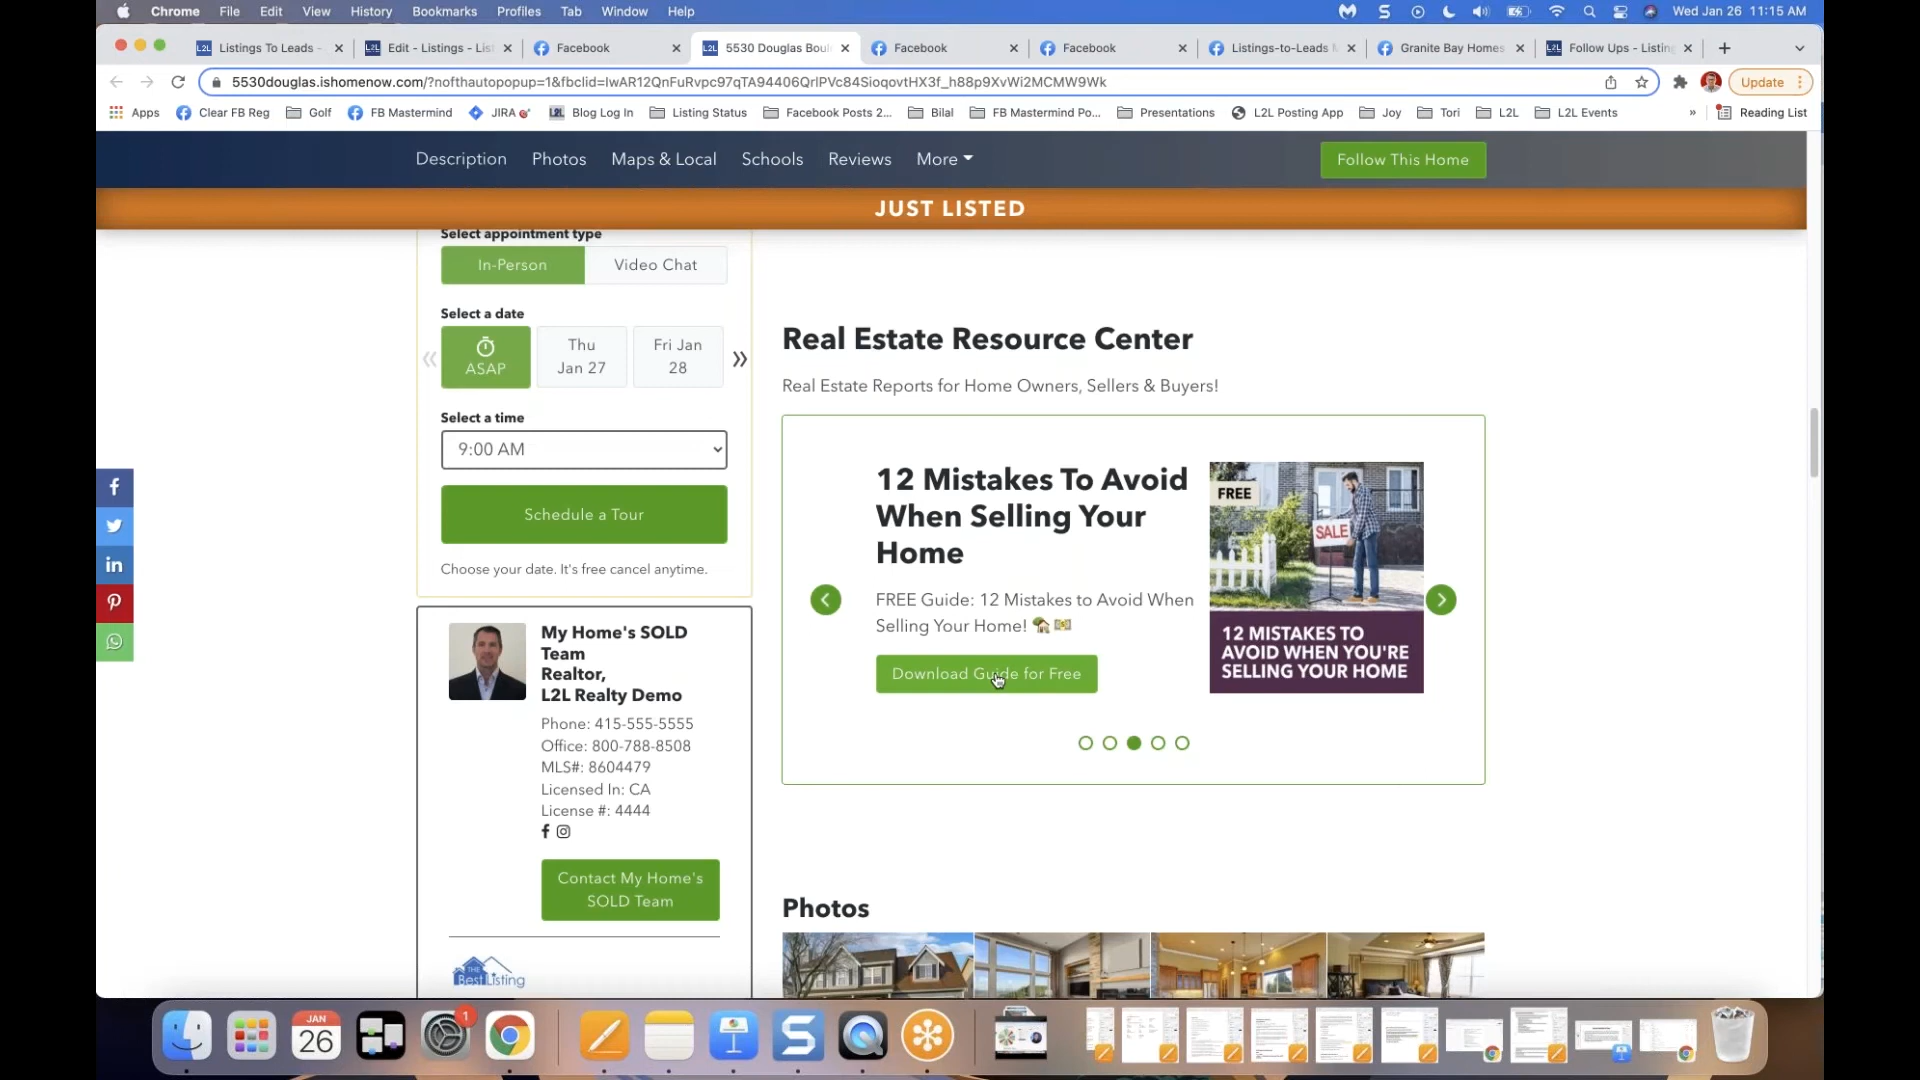 Chrome File Edit View History Bookmarks Profiles Tab Window Help
Wed Jan 26 11:15 AM
Listings To Leads -
Edit - Listings - List
Facebook
5530 Douglas Boul
Facebook
Facebook
Listings-to-Leads M
Granite Bay Homes
Follow Ups - Listing
5530douglas.ishomenow.com/?nofthautopopup=1&fbclid=IwAR12QnFuRvpc97qTA94406QrlPVc84SioqovtHX3f_h88p9XvWi2MCMW9Wk
Update
Apps Clear FB Reg Golf FB Mastermind JIRA Blog Log In Listing Status Facebook Posts 2... Bilal FB Mastermind Po... Presentations L2L Posting App Joy Tori L2L L2L Events » Reading List
Description Photos Maps & Local Schools Reviews More
Follow This Home
JUST LISTED
Select appointment type
In-Person Video Chat
Select a date
ASAP
Thu
Jan 27
Fri Jan
28
Select a time
9:00 AM
Schedule a Tour
Choose your date. It's free cancel anytime.
My Home's SOLD
Team
Realtor,
L2L Realty Demo
Phone: 415-555-5555
Office: 800-788-8508
MLS#: 8604479
Licensed In: CA
License #: 4444
Contact My Home's
SOLD Team
THE
Best Listing
Real Estate Resource Center
Real Estate Reports for Home Owners, Sellers & Buyers!
12 Mistakes To Avoid
When Selling Your
Home
FREE Guide: 12 Mistakes to Avoid When
Selling Your Home!
Download Guide for Free
FREE
SALE
12 MISTAKES TO
AVOID WHEN YOU'RE
SELLING YOUR HOME
Photos
JAN
26
1